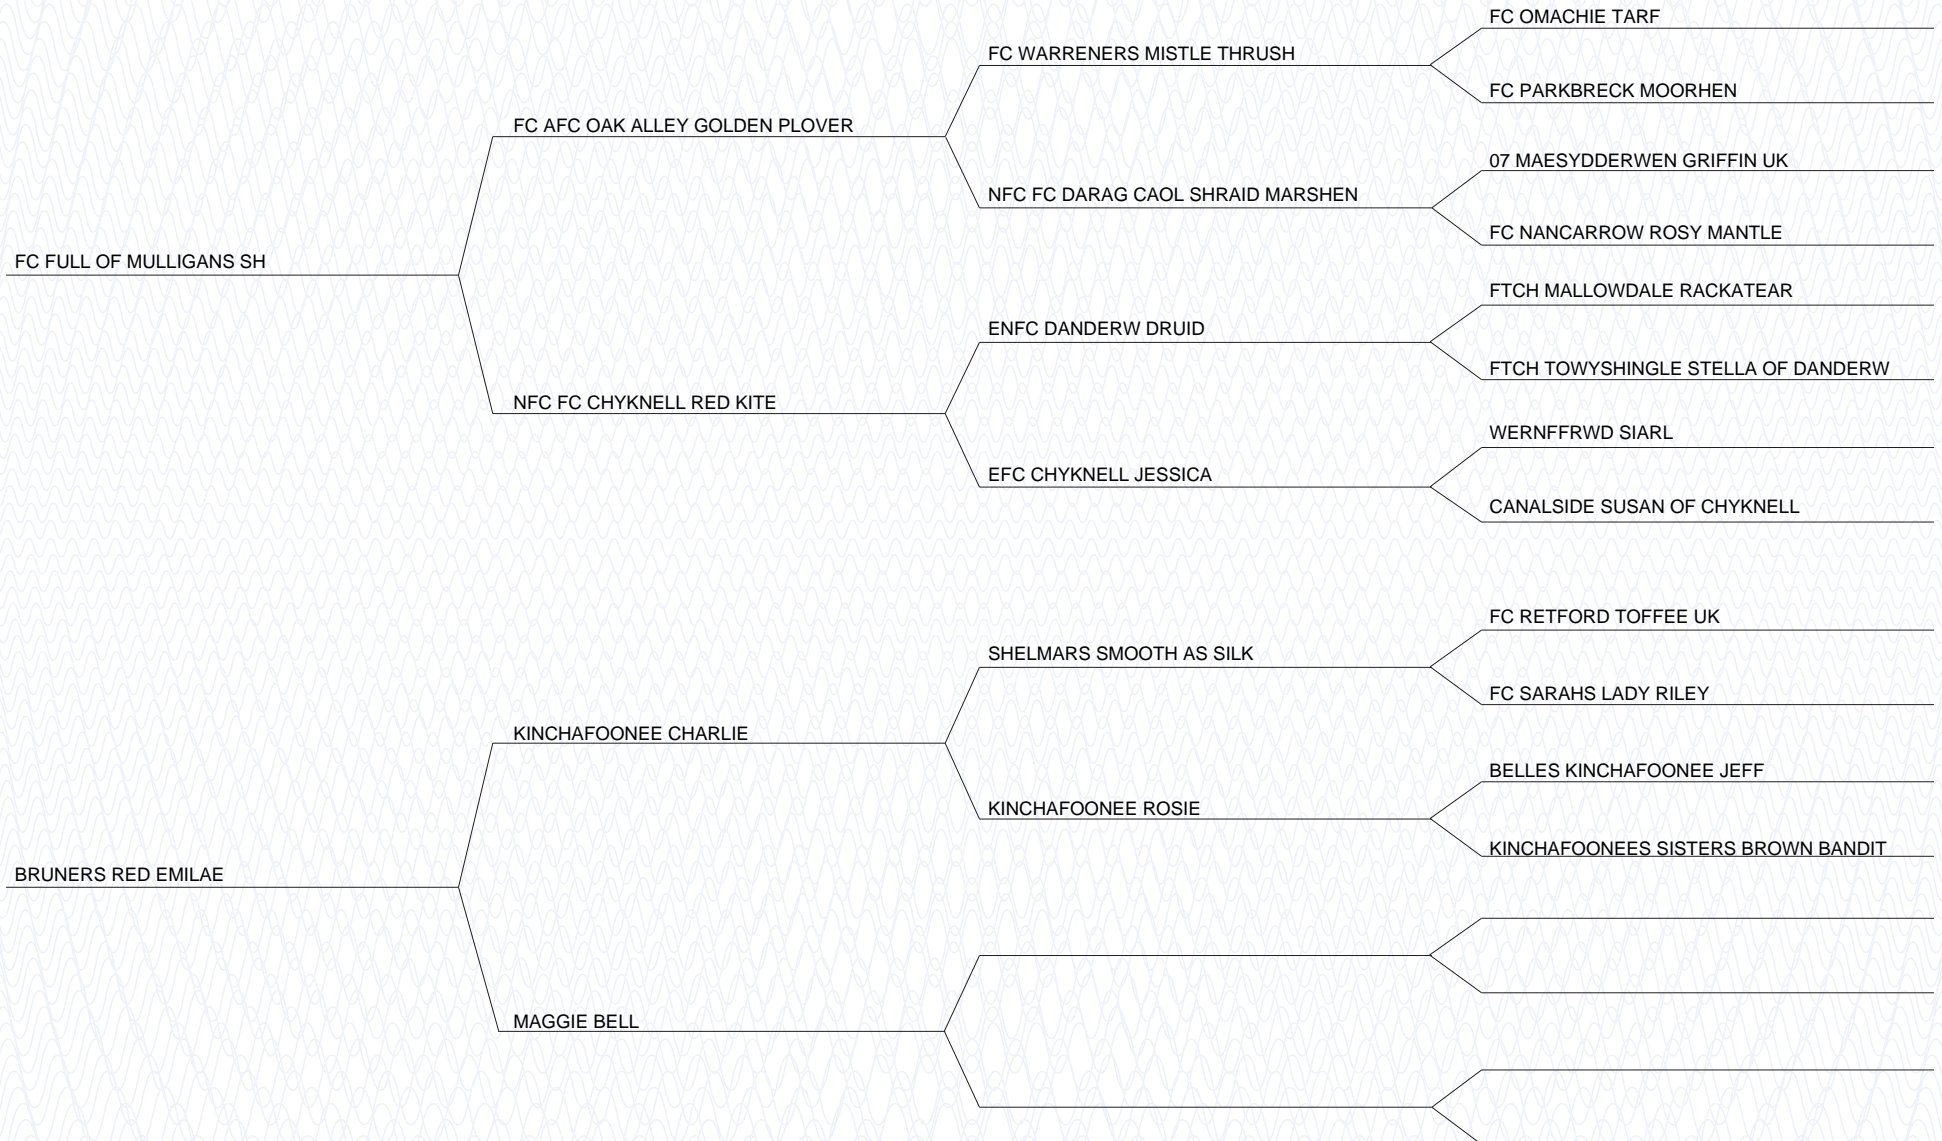 FC OMACHIE TARF
FC WARRENERS MISTLE THRUSH
FC PARKBRECK MOORHEN
FC AFC OAK ALLEY GOLDEN PLOVER
07 MAESYDDERWEN GRIFFIN UK
NFC FC DARAG CAOL SHRAID MARSHEN
FC NANCARROW ROSY MANTLE
FC FULL OF MULLIGANS SH
FTCH MALLOWDALE RACKATEAR
ENFC DANDERW DRUID
FTCH TOWYSHINGLE STELLA OF DANDERW
NFC FC CHYKNELL RED KITE
WERNFFRWD SIARL
EFC CHYKNELL JESSICA
CANALSIDE SUSAN OF CHYKNELL
FC RETFORD TOFFEE UK
SHELMARS SMOOTH AS SILK
FC SARAHS LADY RILEY
KINCHAFOONEE CHARLIE
BELLES KINCHAFOONEE JEFF
KINCHAFOONEE ROSIE
KINCHAFOONEES SISTERS BROWN BANDIT
BRUNERS RED EMILAE
MAGGIE BELL